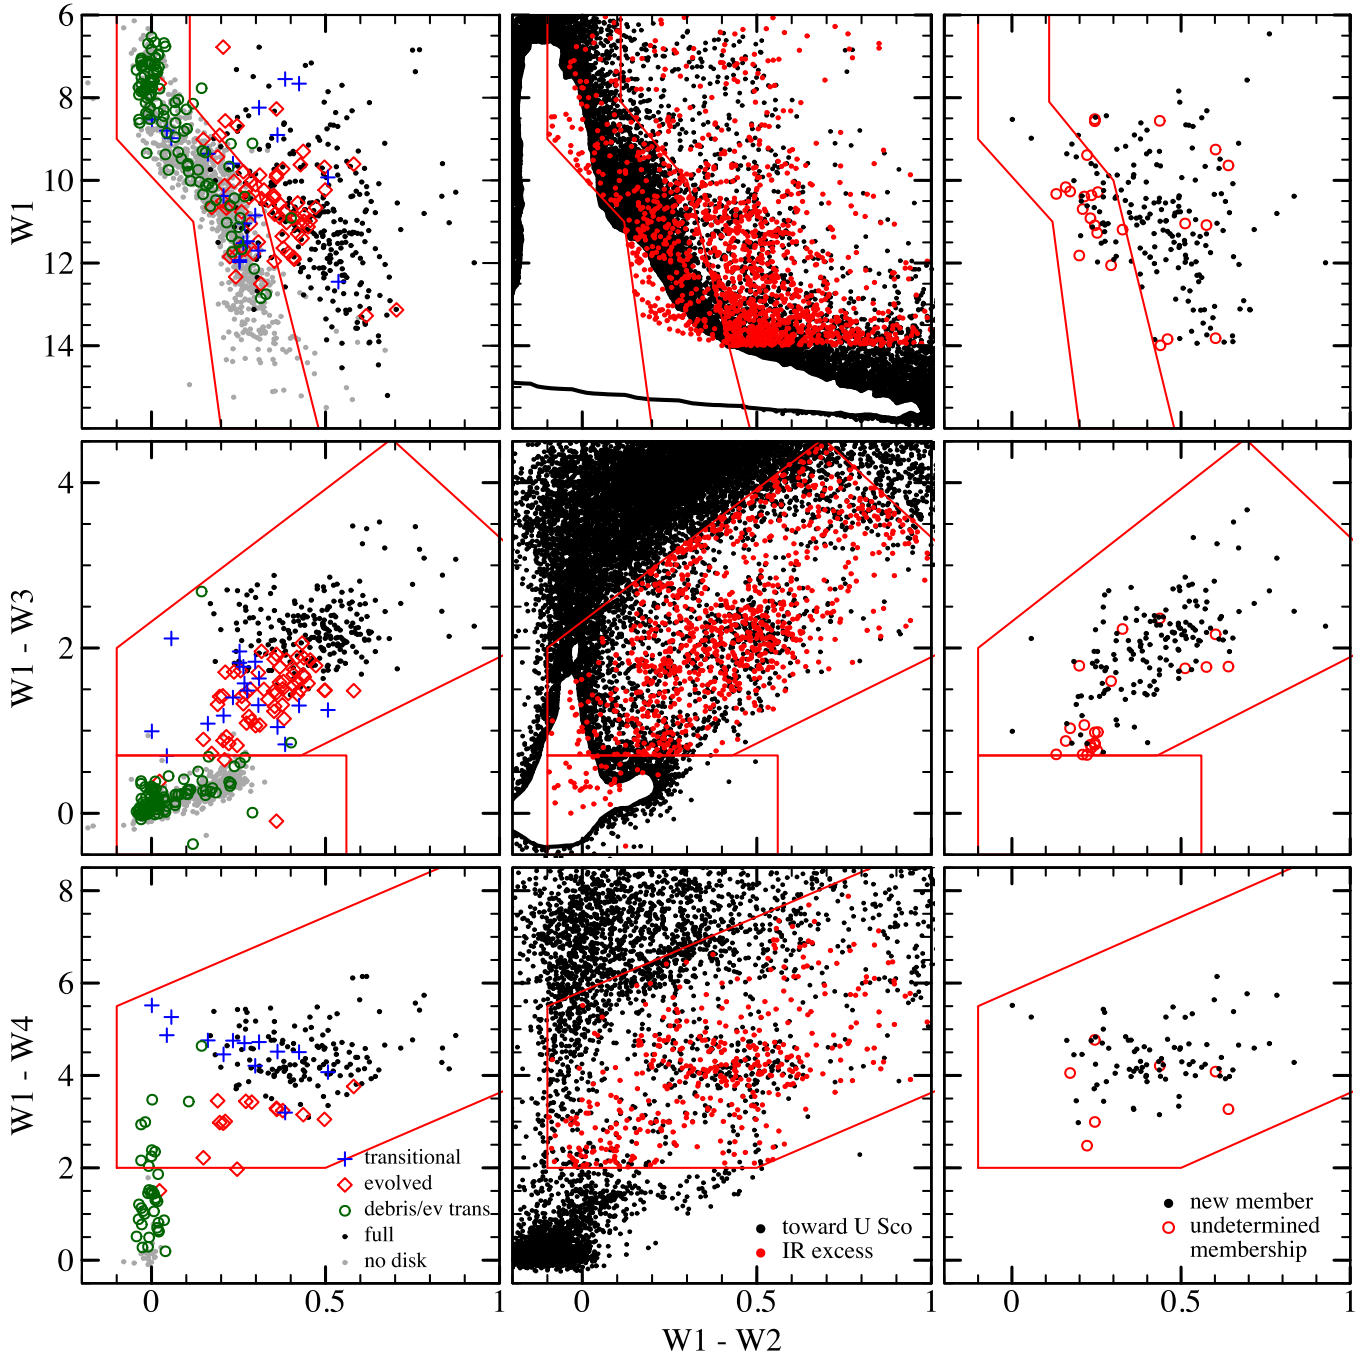 6
8
10
12
14
W1
4
2
0
W1 - W3
8
6
4
2
0
W1 - W4
transitional
evolved
debris/ev trans
full
no disk
toward U Sco
IR excess
new member
undetermined
membership
0
0.5
0
0.5
1
0
0.5
1
W1 - W2